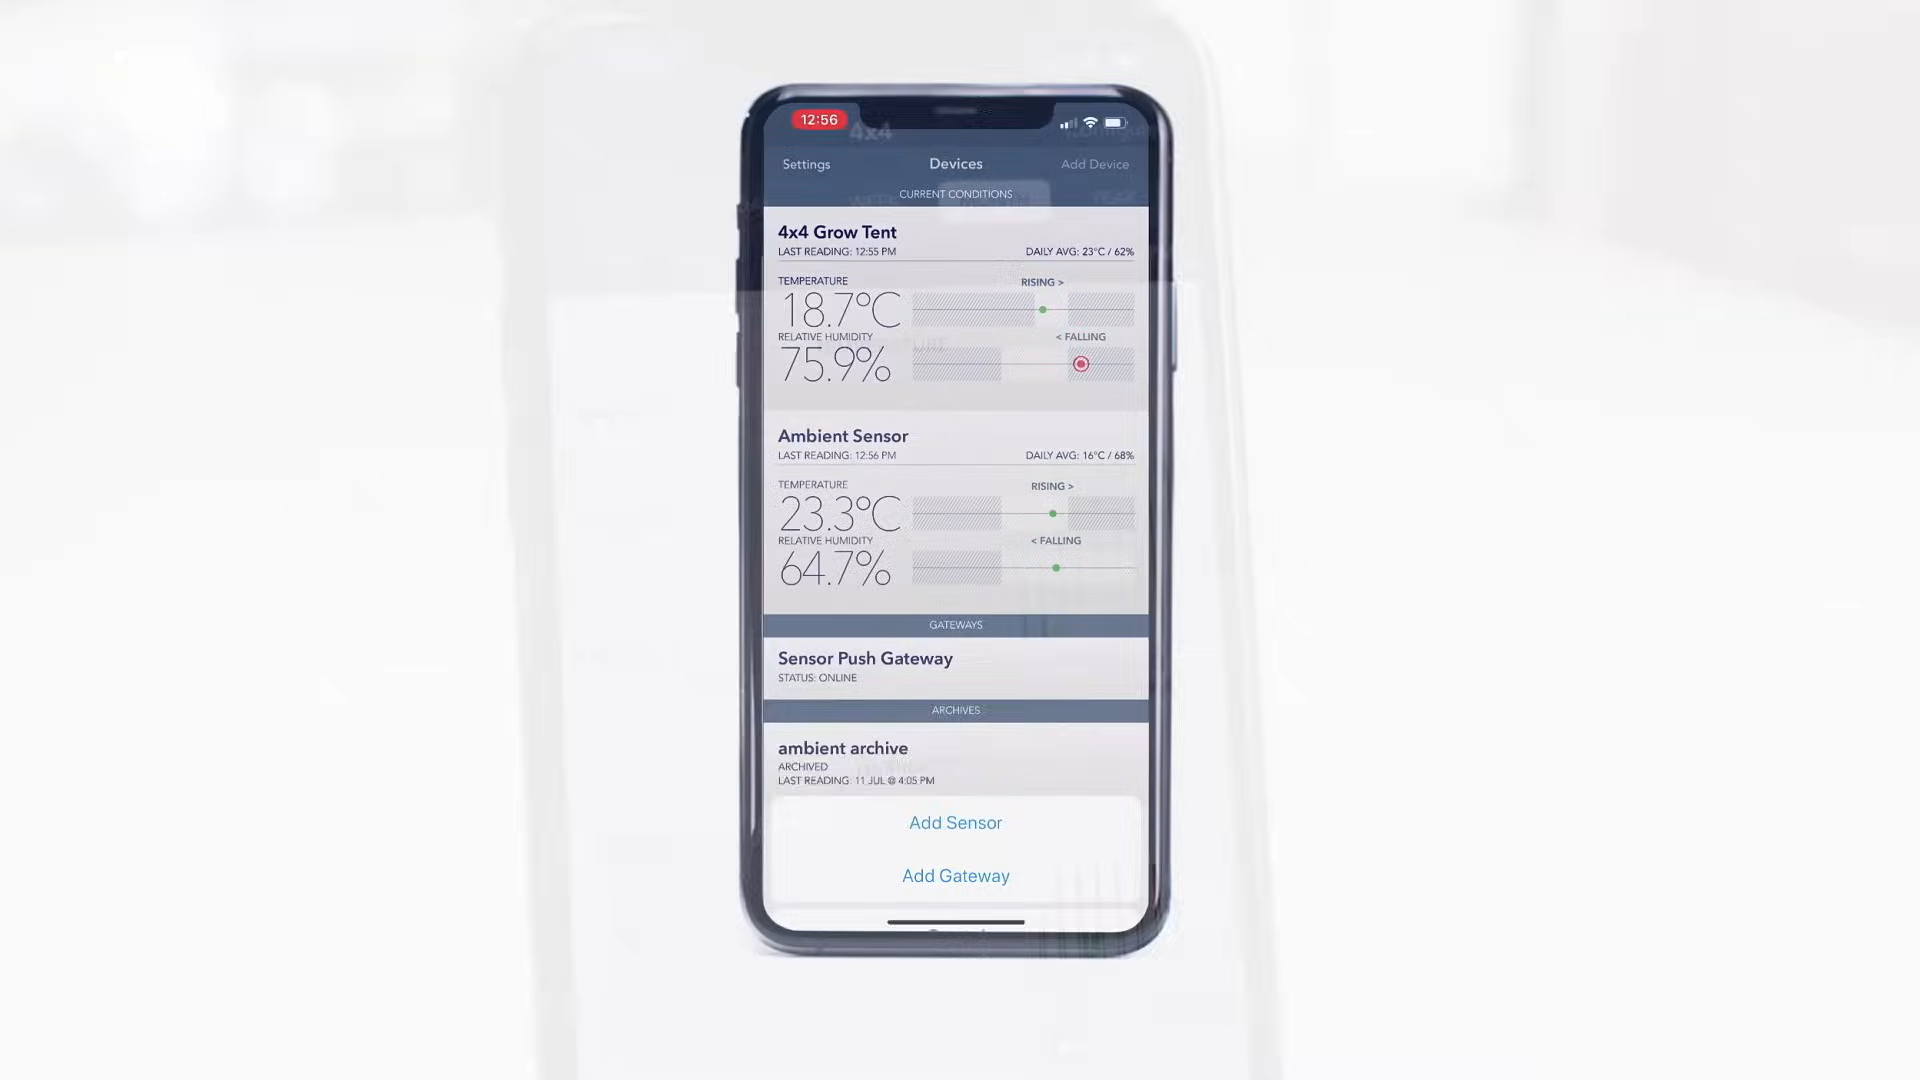 12:56
4x4
Settings Devices Add Device
CURRENT CONDITIONS
4x4 Grow Tent
LAST READING: 12:55 PM DAILY AVG: 23°C / 62%
TEMPERATURE RISING >
18.7°C
RELATIVE HUMIDITY < FALLING
75.9%
Ambient Sensor
LAST READING: 12:56 PM DAILY AVG: 16°C / 68%
TEMPERATURE RISING >
23.3°C
RELATIVE HUMIDITY < FALLING
64.7%
GATEWAYS
Sensor Push Gateway
STATUS: ONLINE
ARCHIVES
ambient archive
ARCHIVED
LAST READING: 11 JUL @ 4:05 PM
Add Sensor
Add Gateway